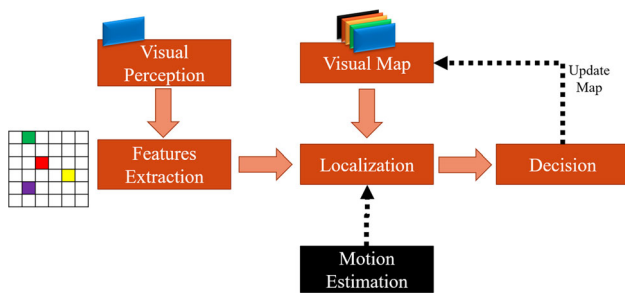 Visual
Perception
Visual Map
Update
Map
Features
Extraction
Localization
Decision
Motion
Estimation